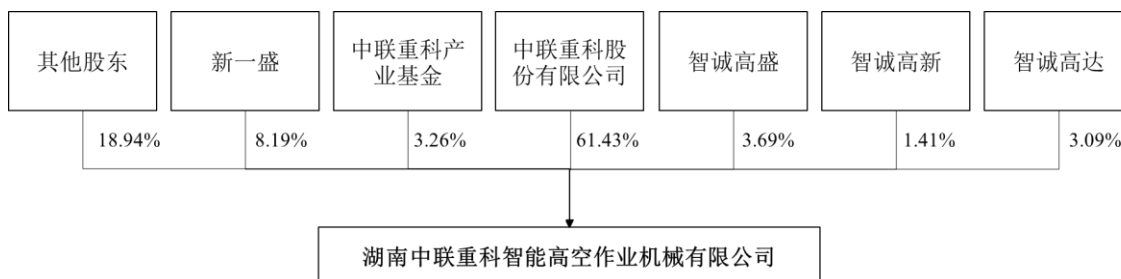 其他股东
新一盛
中联重科产
业基金
中联重科股
份有限公司
智诚高盛
智诚高新
智诚高达
18.94%
8.19%
3.26%
61.43%
3.69%
1.41%
3.09%
湖南中联重科智能高空作业机械有限公司